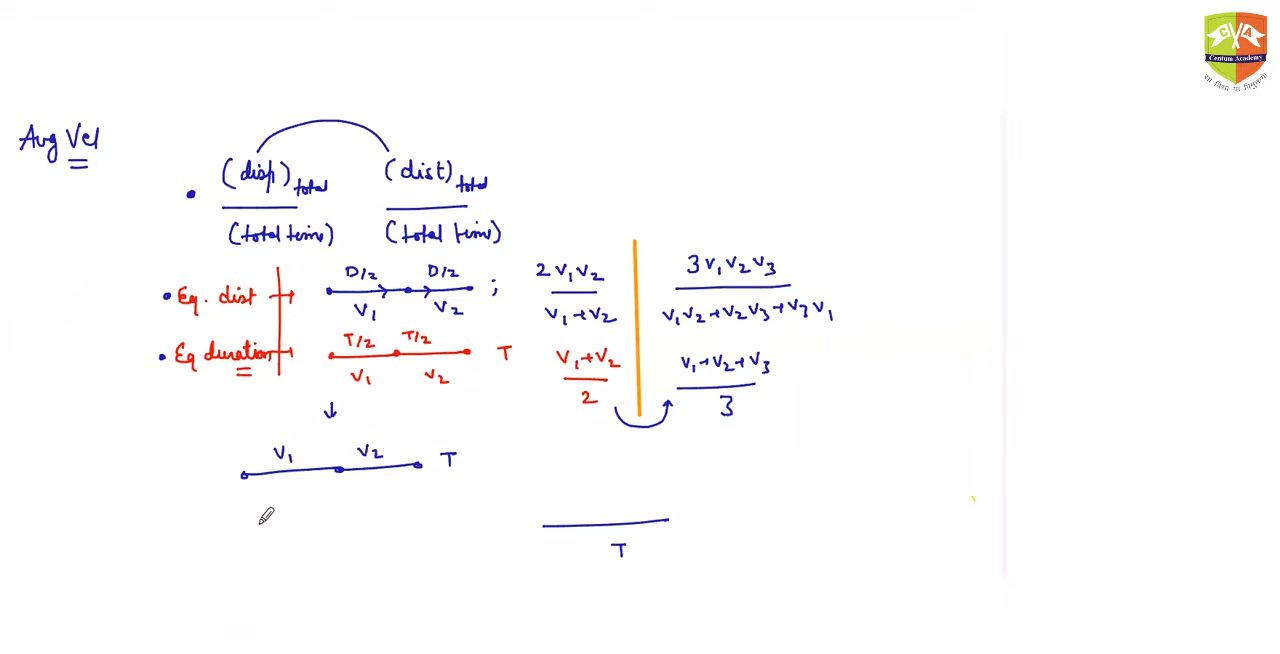 C A
Centum Academy
Avg Vel
(disp)total (dist)total
(total time) (total time)
• Eq. dist → D/2 D/2 ; 2V₁V₂ 3V₁V₂V₃
V₁ V₂ V₁+V₂ V₁V₂+V₂V₃+V₃V₁
• Eq duration → T/2 T/2 T V₁+V₂ V₁+V₂+V₃
V₁ V₂ 2 3
↓
V₁ V₂ T
T